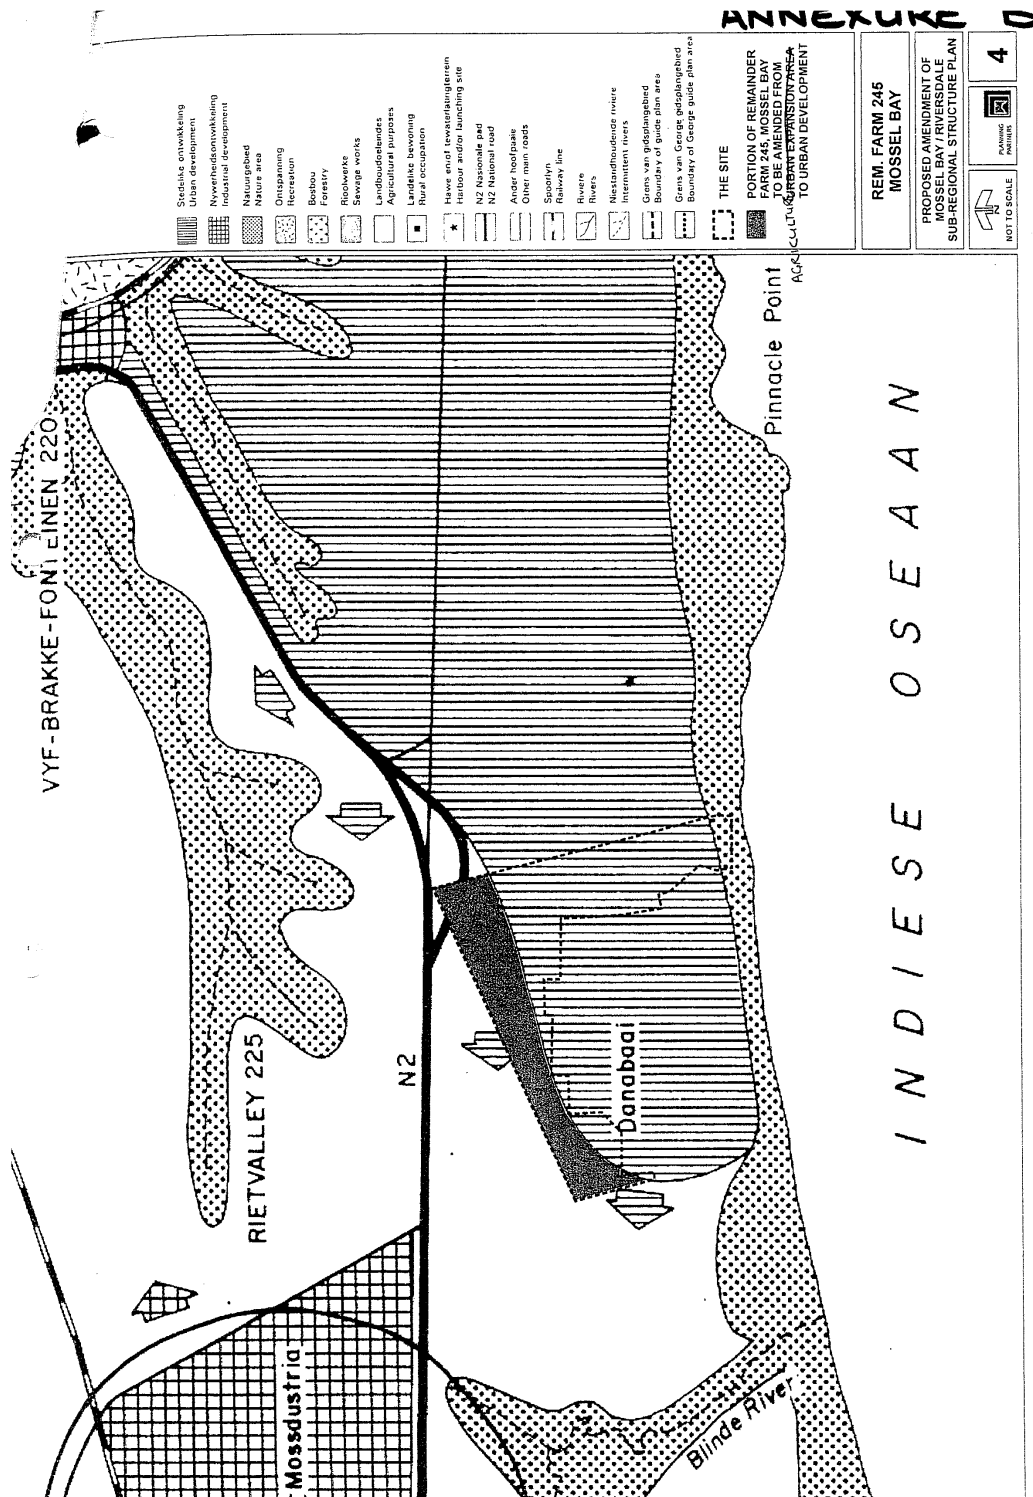 ANNEXURE
Stedelike ontwikkeling
Urban development
Nywerheidsontwikkeling
Industrial development
Natuurgebied
Nature area
Ontspanning
Recreation
Bosbou
Forestry
Rioolwerke
Sewage works
Landboudoeleindes
Agricultural purposes
Landelike bewoning
Rural occupation
Hawe en/of tewaterlatingterrein
Harbour and/or launching site
N2 Nasionale pad
N2 National road
Ander hoofpaaie
Other main roads
Spoorlyn
Railway line
Riviere
Rivers
Niestandhoudende riviere
Intermittent rivers
Grens van gidsplangebied
Boundary of guide plan area
Grens van George gidsplangebied
Boundary of George guide plan area
THE SITE
PORTION OF REMAINDER
FARM 245, MOSSEL BAY
TO BE AMENDED FROM
URBAN EXPANSION AREA
TO URBAN DEVELOPMENT
AGRICULTURE
REM. FARM 245
MOSSEL BAY
PROPOSED AMENDMENT OF
MOSSEL BAY / RIVERSDALE
SUB-REGIONAL STRUCTURE PLAN
N
NOT TO SCALE
PLANNING
PARTNERS
4
VYF-BRAKKE-FONTEINEN 220
RIETVALLEY 225
N2
Mossdustria
Danabaai
Pinnacle Point
Blinde River
INDIESE OSEAAN